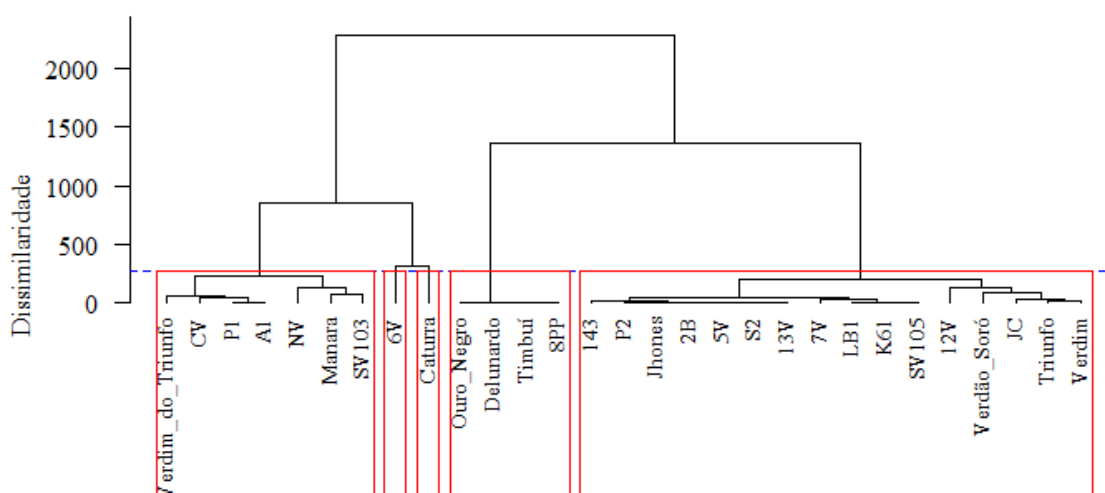 Dissimilaridade
2000
1500
1000
500
0
Verdim_do_Triunfo
CV
P1
A1
NV
Manara
SV103
6V
Caturra
Ouro_Negro
Delunardo
Timbuí
8PP
143
P2
Jhones
2B
5V
S2
13V
7V
LB1
K61
SV105
12V
Verdão_Soró
JC
Triunfo
Verdim